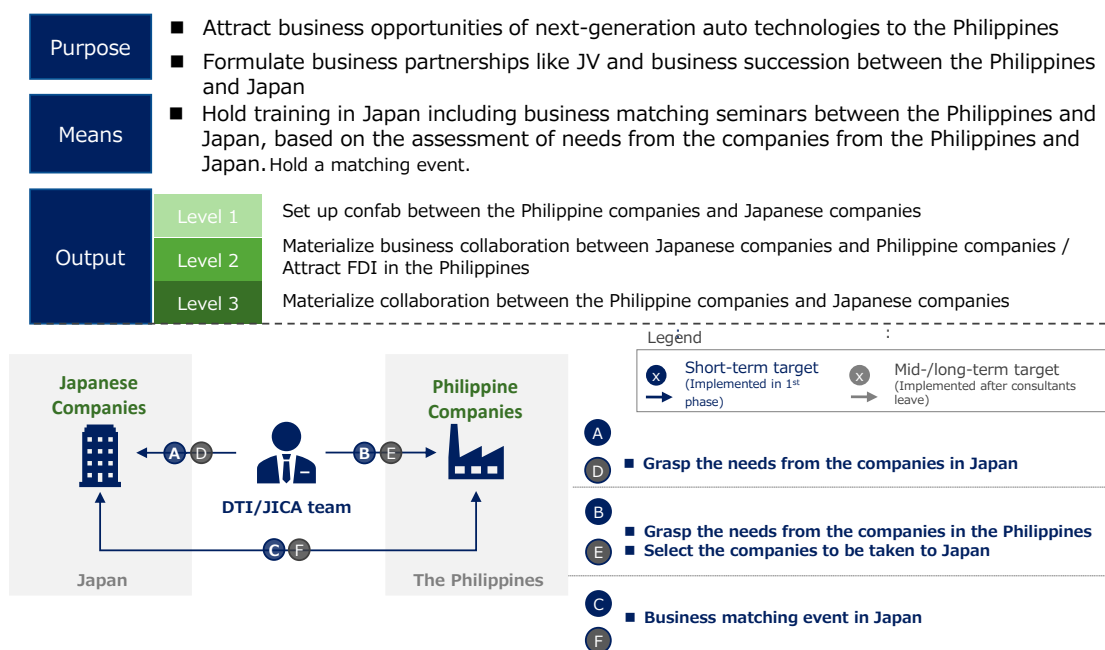 Purpose
■ Attract business opportunities of next-generation auto technologies to the Philippines
■ Formulate business partnerships like JV and business succession between the Philippines
and Japan
Means
■ Hold training in Japan including business matching seminars between the Philippines and
Japan, based on the assessment of needs from the companies from the Philippines and
Japan. Hold a matching event.
Output
Level 1
Set up confab between the Philippine companies and Japanese companies
Level 2
Materialize business collaboration between Japanese companies and Philippine companies /
Attract FDI in the Philippines
Level 3
Materialize collaboration between the Philippine companies and Japanese companies
Legend
x
Short-term target
(Implemented in 1st
phase)
x
Mid-/long-term target
(Implemented after consultants
leave)
Japanese
Companies
Philippine
Companies
A D
B E
DTI/JICA team
C F
Japan
The Philippines
A
D
■ Grasp the needs from the companies in Japan
B
E
■ Grasp the needs from the companies in the Philippines
■ Select the companies to be taken to Japan
C
F
■ Business matching event in Japan